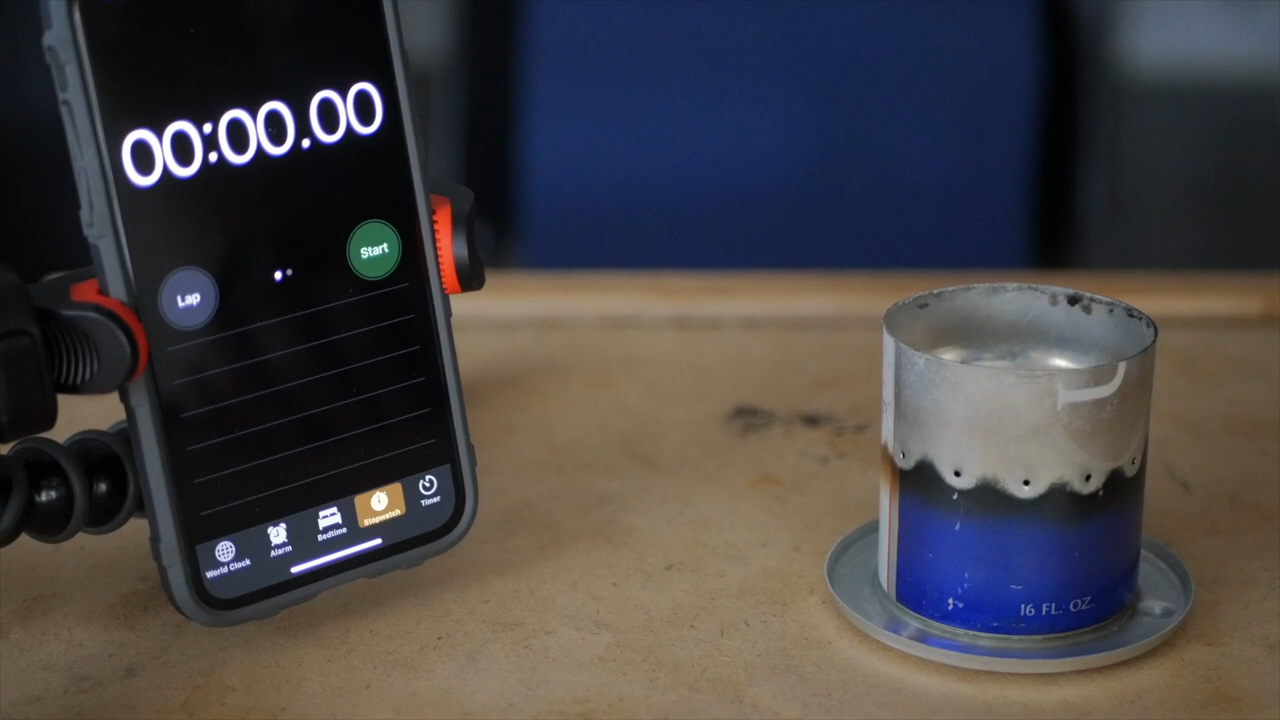 00:00.00
Lap
Start
World Clock
Alarm
Bedtime
Stopwatch
Timer
16 FL. OZ.